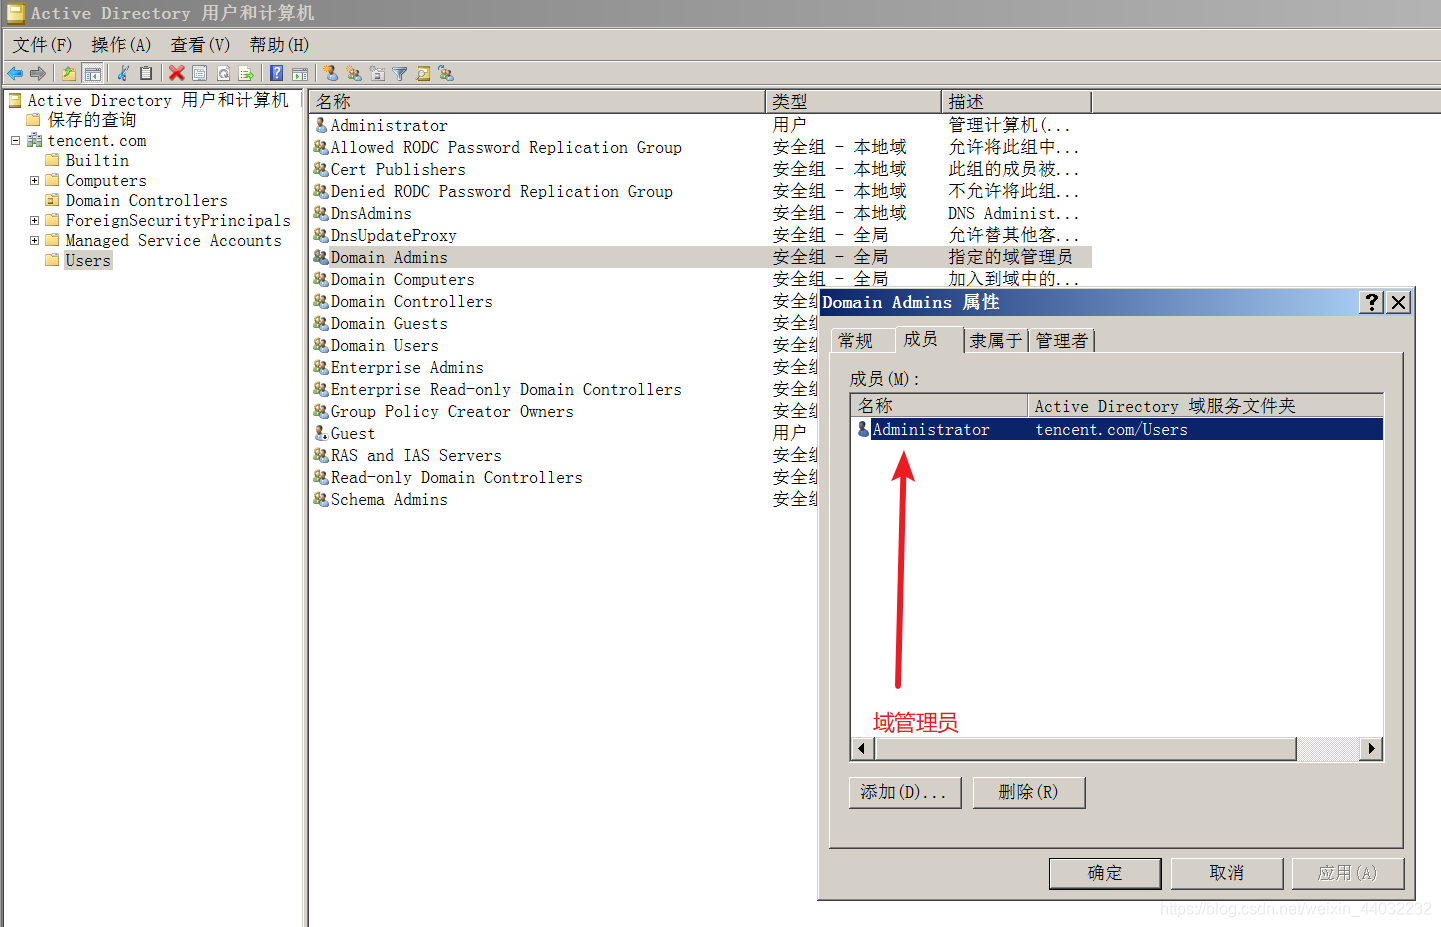 Active Directory 用户和计算机
文件(F) 操作(A) 查看(V) 帮助(H)
Active Directory 用户和计算机
保存的查询
tencent.com
Builtin
Computers
Domain Controllers
ForeignSecurityPrincipals
Managed Service Accounts
Users
名称 类型 描述
Administrator 用户 管理计算机(...
Allowed RODC Password Replication Group 安全组 - 本地域 允许将此组中...
Cert Publishers 安全组 - 本地域 此组的成员被...
Denied RODC Password Replication Group 安全组 - 本地域 不允许将此组...
DnsAdmins 安全组 - 本地域 DNS Administ...
DnsUpdateProxy 安全组 - 全局 允许替其他客...
Domain Admins 安全组 - 全局 指定的域管理员
Domain Computers 安全组 - 全局 加入到域中的...
Domain Controllers 安全组
Domain Guests 安全组
Domain Users 安全组
Enterprise Admins 安全组
Enterprise Read-only Domain Controllers 安全组
Group Policy Creator Owners 安全组
Guest 用户
RAS and IAS Servers 安全组
Read-only Domain Controllers 安全组
Schema Admins 安全组
Domain Admins 属性
常规 成员 隶属于 管理者
成员(M):
名称 Active Directory 域服务文件夹
Administrator tencent.com/Users
域管理员
添加(D)... 删除(R)
确定 取消 应用(A)
https://blog.csdn.net/weixin_44032232